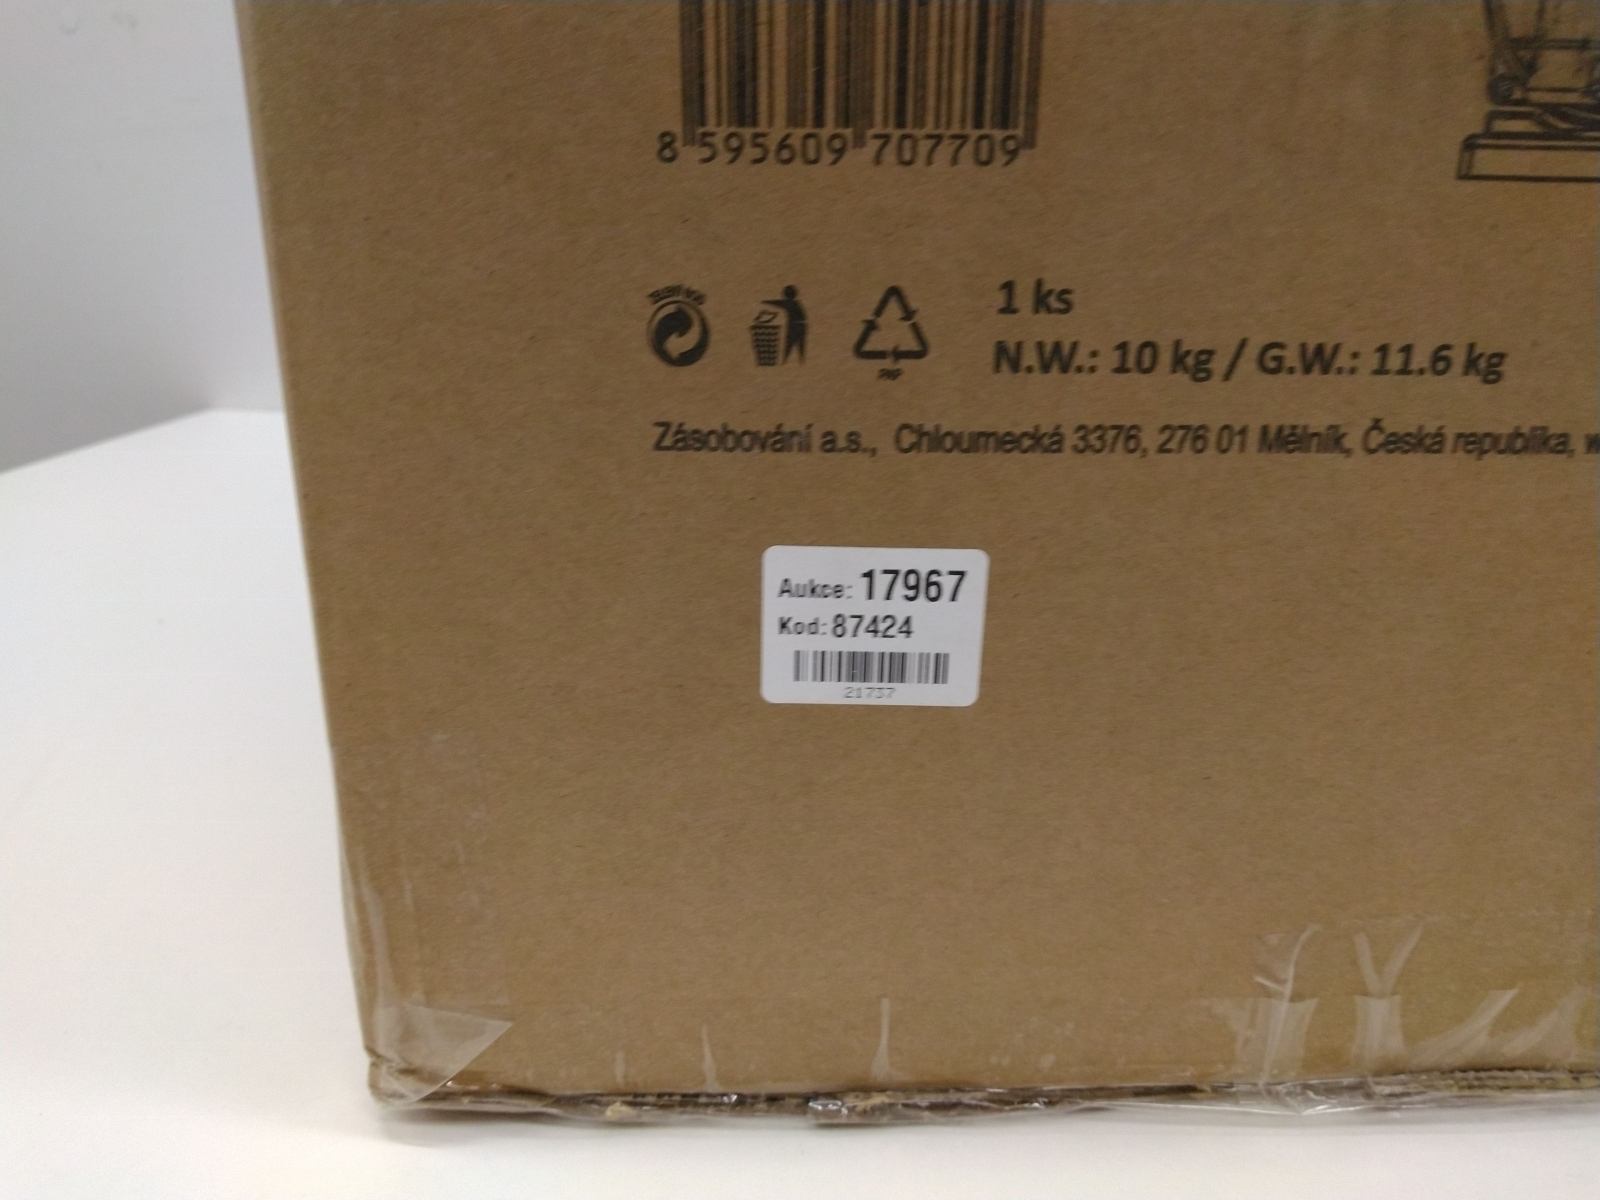 8 595609 707709
1 ks
N.W.: 10 kg / G.W.: 11.6 kg
Zásobování a.s., Chloumecká 3376, 276 01 Mělník, Česká republika,
Aukce: 17967
Kod: 87424
21737